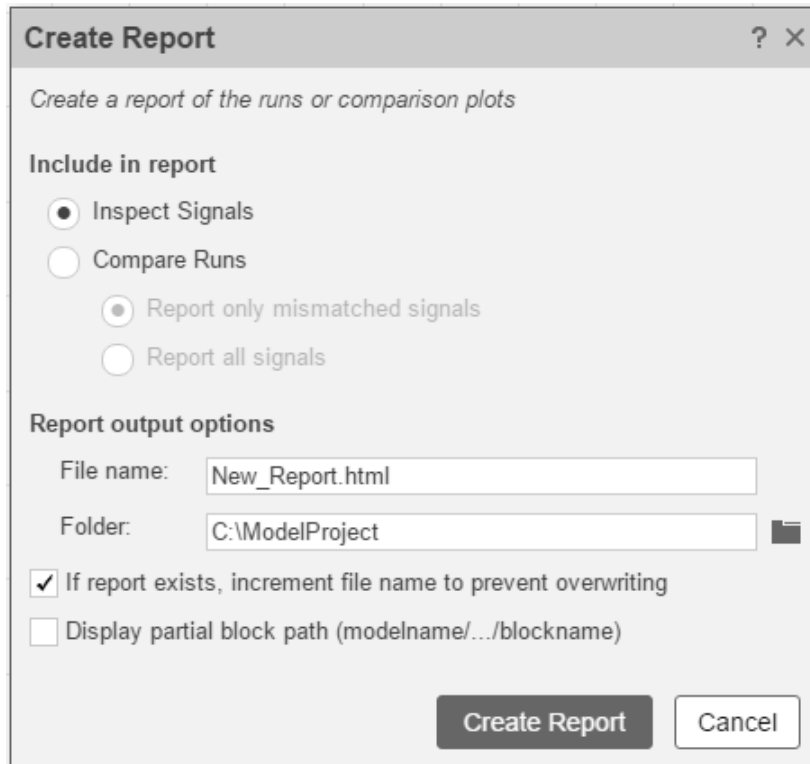 Create Report ?
Create a report of the runs or comparison plots
Include in report
Inspect Signals
Compare Runs
Report only mismatched signals
Report all signals
Report output options
File name: New_Report.html
Folder: C:\ModelProject
If report exists, increment file name to prevent overwriting
Display partial block path (modelname/.../blockname)
Create Report Cancel